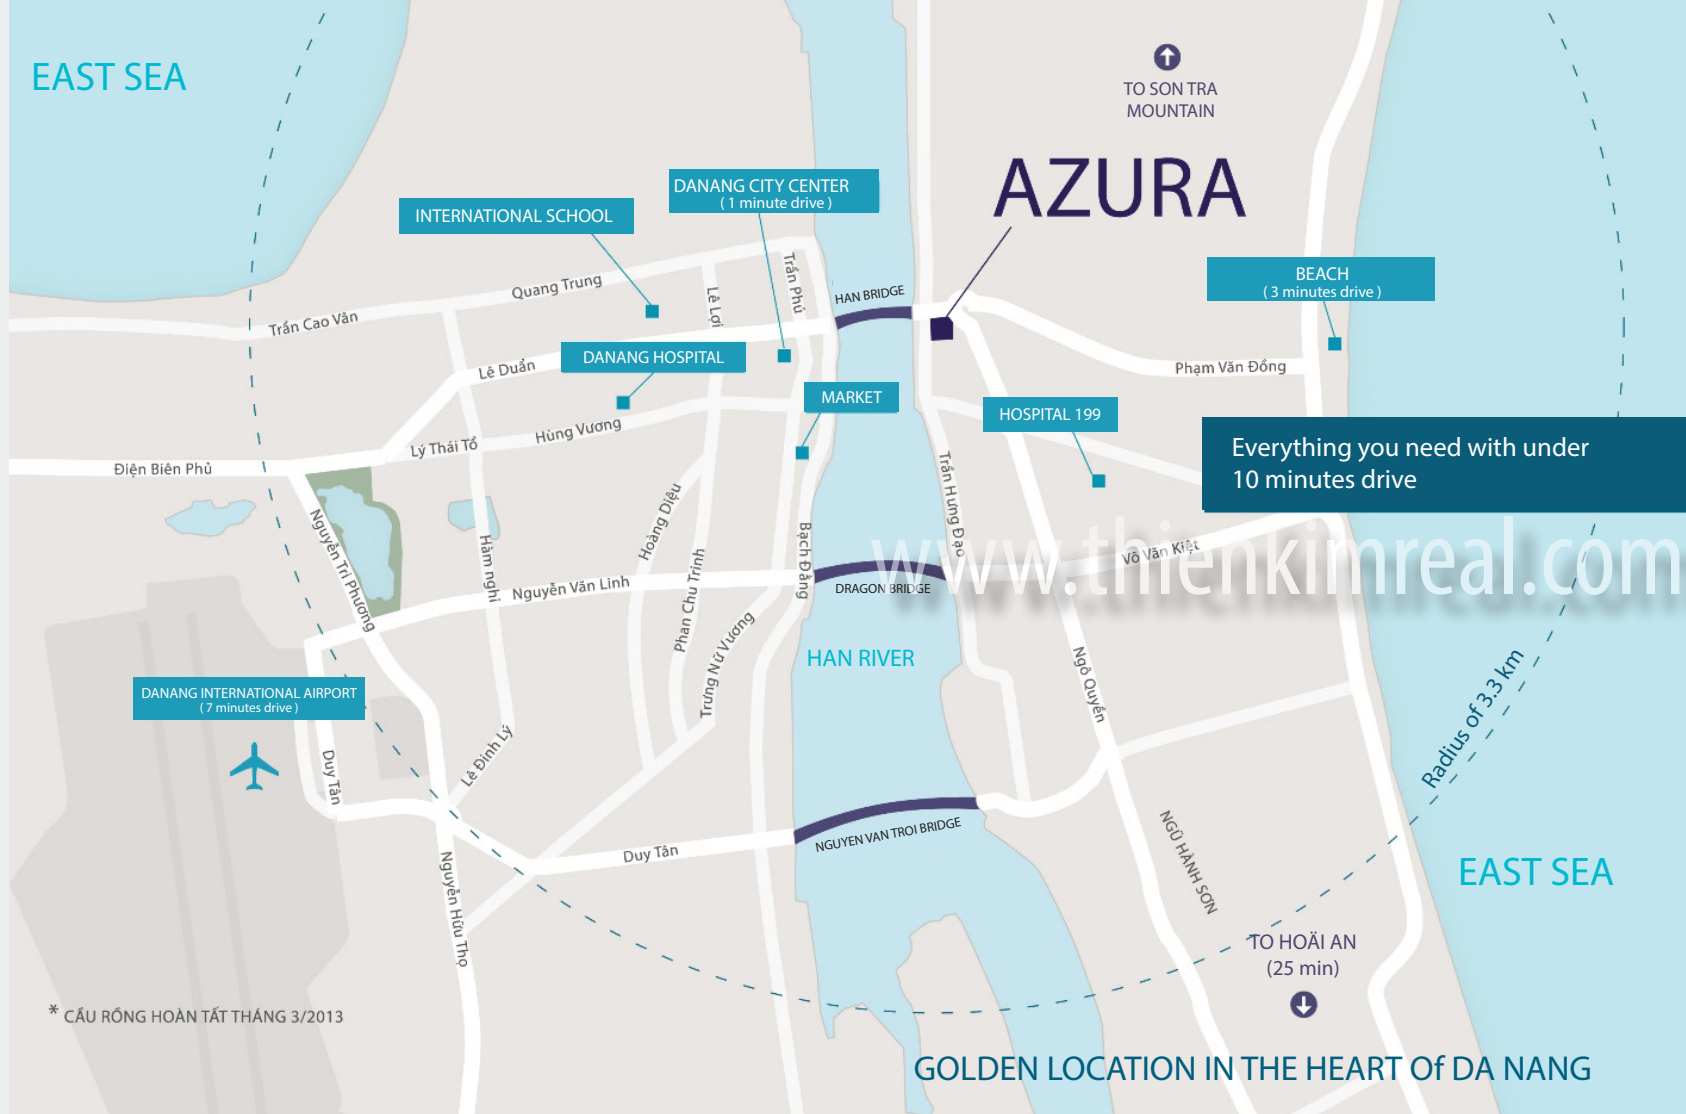 EAST SEA
TO SON TRA
MOUNTAIN
AZURA
DANANG CITY CENTER
( 1 minute drive )
INTERNATIONAL SCHOOL
BEACH
( 3 minutes drive )
Quang Trung
Trần Phú
Lê Lợi
HAN BRIDGE
Trần Cao Vân
Lê Duẩn
DANANG HOSPITAL
Phạm Văn Đồng
MARKET
HOSPITAL 199
Hùng Vương
Lý Thái Tổ
Điện Biên Phủ
Everything you need with under
10 minutes drive
Trần Hưng Đạo
Hoàng Diệu
Nguyễn Tri Phương
Hàm nghi
Bạch Đằng
www.thienkimreal.com
Võ Văn Kiệt
Nguyễn Văn Linh
Phan Chu Trinh
DRAGON BRIDGE
Trưng Nữ Vương
HAN RIVER
Ngô Quyền
Radius of 3.3 km
DANANG INTERNATIONAL AIRPORT
( 7 minutes drive )
Duy Tân
Lê Đình Lý
NGUYEN VAN TROI BRIDGE
Duy Tân
NGŨ HÀNH SƠN
Nguyễn Hữu Thọ
EAST SEA
TO HOÄI AN
(25 min)
* CẦU RỒNG HOÀN TẤT THÁNG 3/2013
GOLDEN LOCATION IN THE HEART Of DA NANG